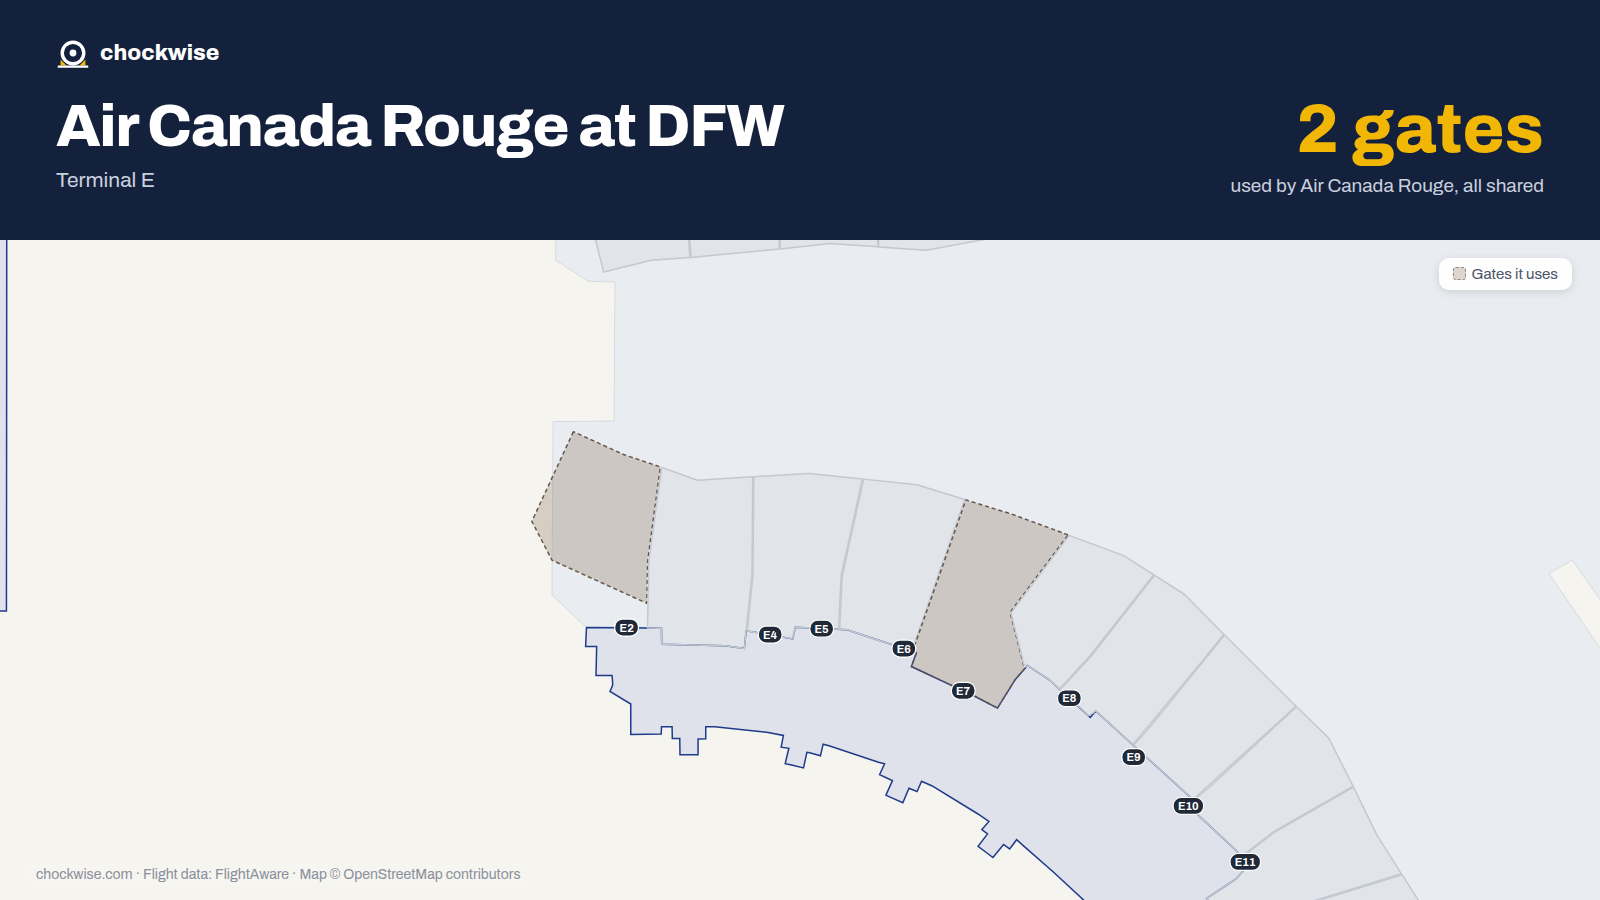 chockwise
Air Canada Rouge at DFW
Terminal E
2 gates
used by Air Canada Rouge, all shared
Gates it uses
E2
E4
E5
E6
E7
E8
E9
E10
E11
chockwise.com · Flight data: FlightAware · Map © OpenStreetMap contributors